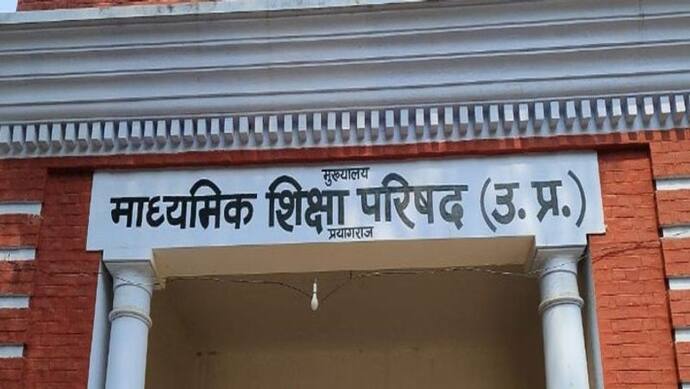 मुख्यालय
माध्यमिक शिक्षा परिषद (उ. प्र.)
प्रयागराज